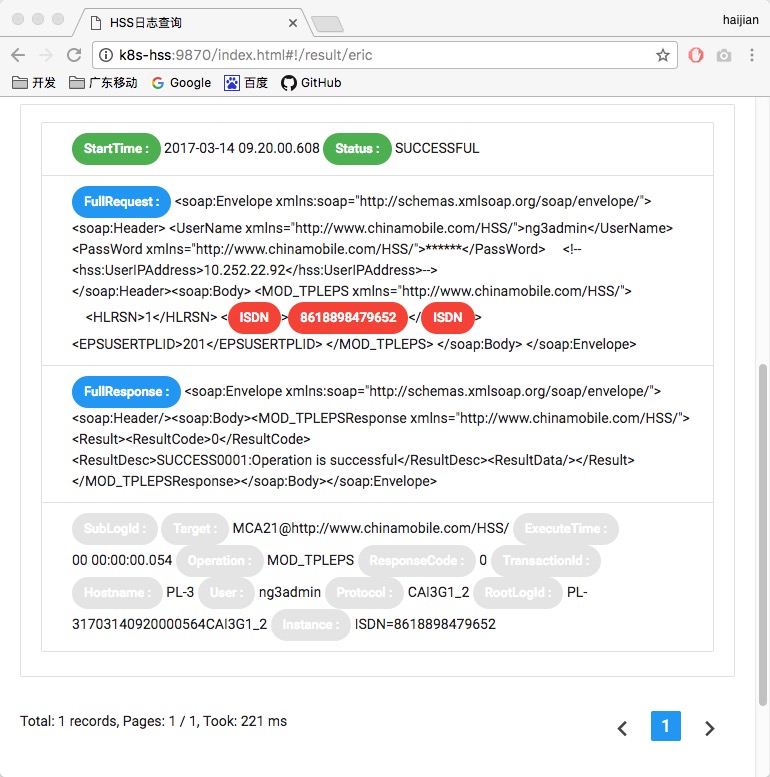 HSS日志查询
haijian
k8s-hss:9870/index.html#!/result/eric
开发 广东移动 Google 百度 GitHub
StartTime : 2017-03-14 09.20.00.608 Status : SUCCESSFUL
FullRequest : <soap:Envelope xmlns:soap="http://schemas.xmlsoap.org/soap/envelope/">
<soap:Header> <UserName xmlns="http://www.chinamobile.com/HSS/">ng3admin</UserName>
<PassWord xmlns="http://www.chinamobile.com/HSS/">******</PassWord> <!--
<hss:UserIPAddress>10.252.22.92</hss:UserIPAddress>-->
</soap:Header><soap:Body> <MOD_TPLEPS xmlns="http://www.chinamobile.com/HSS/">
<HLRSN>1</HLRSN> <ISDN>8618898479652</ISDN>
<EPSUSERTPLID>201</EPSUSERTPLID> </MOD_TPLEPS> </soap:Body> </soap:Envelope>
FullResponse : <soap:Envelope xmlns:soap="http://schemas.xmlsoap.org/soap/envelope/">
<soap:Header/><soap:Body><MOD_TPLEPSResponse xmlns="http://www.chinamobile.com/HSS/">
<Result><ResultCode>0</ResultCode>
<ResultDesc>SUCCESS0001:Operation is successful</ResultDesc><ResultData/></Result>
</MOD_TPLEPSResponse></soap:Body></soap:Envelope>
SubLogId : Target : MCA21@http://www.chinamobile.com/HSS/ ExecuteTime :
00 00:00:00.054 Operation : MOD_TPLEPS ResponseCode : 0 TransactionId :
Hostname : PL-3 User : ng3admin Protocol : CAI3G1_2 RootLogId : PL-
31703140920000564CAI3G1_2 Instance : ISDN=8618898479652
Total: 1 records, Pages: 1 / 1, Took: 221 ms
1